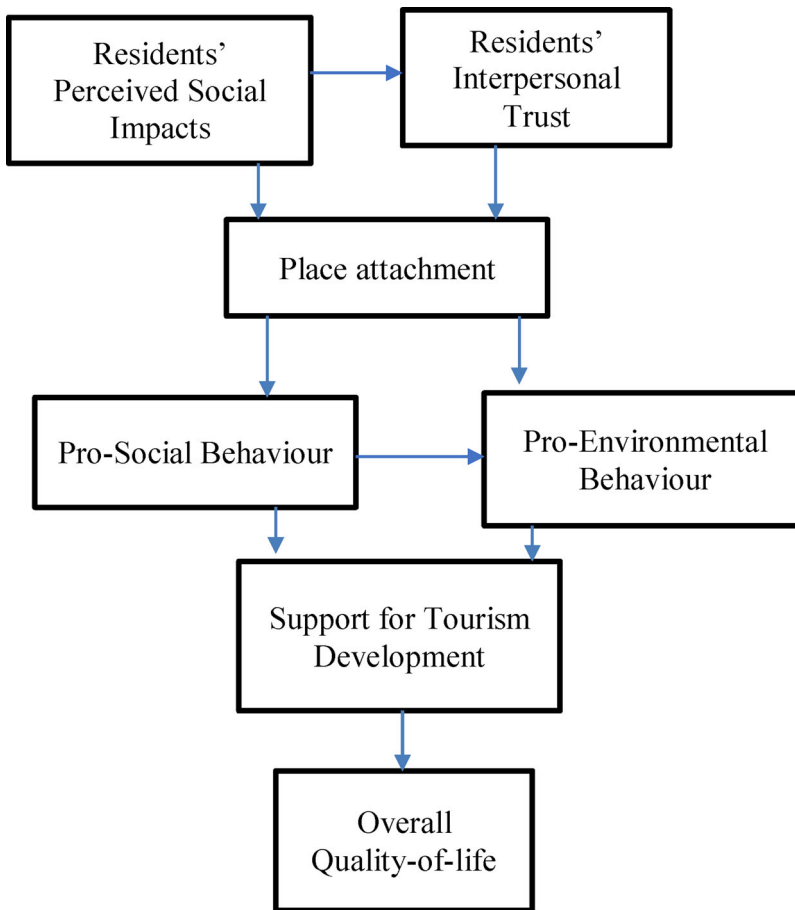 Residents’
Perceived Social
Impacts
Residents’
Interpersonal
Trust
Place attachment
Pro-Social Behaviour
Pro-Environmental
Behaviour
Support for Tourism
Development
Overall
Quality-of-life